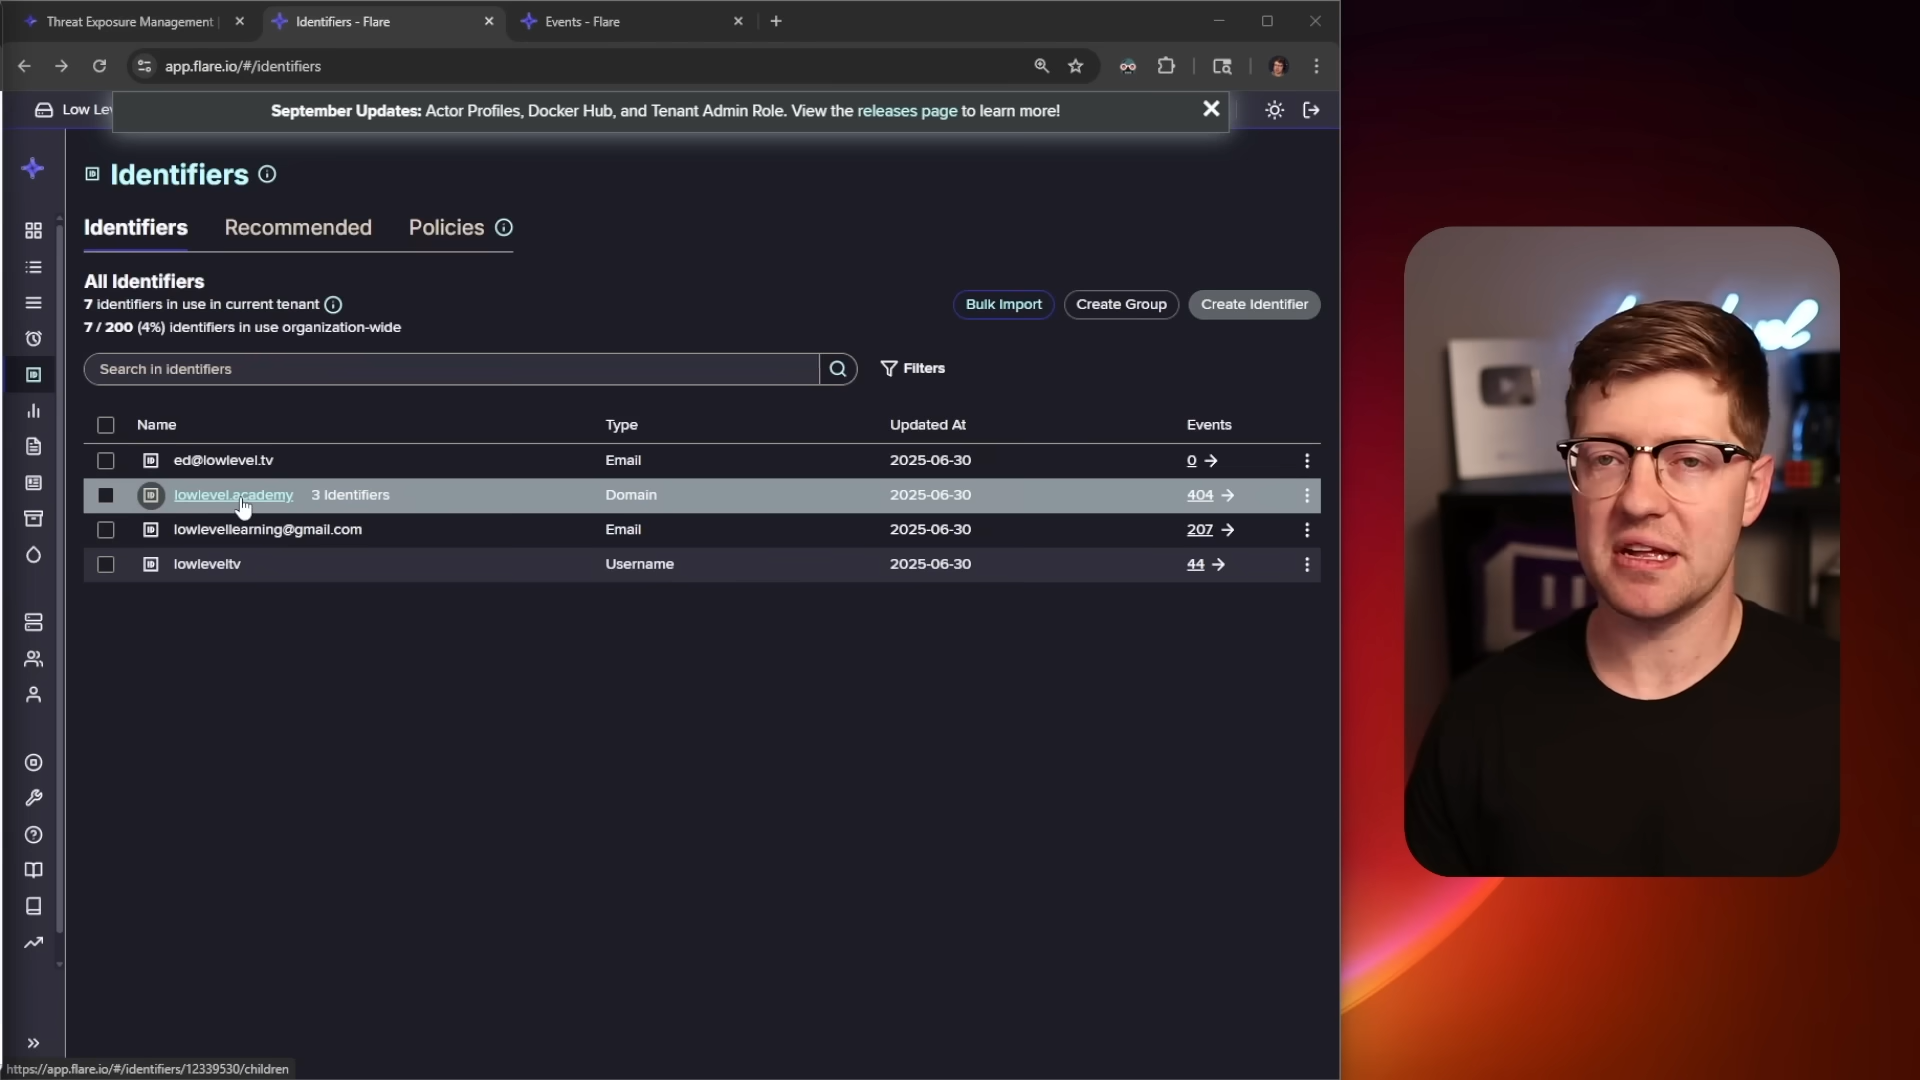 Threat Exposure Management
Identifiers - Flare
Events - Flare
app.flare.io/#/identifiers
Low Le
September Updates: Actor Profiles, Docker Hub, and Tenant Admin Role. View the releases page to learn more!
Identifiers
Identifiers Recommended Policies
All Identifiers
7 identifiers in use in current tenant
7 / 200 (4%) identifiers in use organization-wide
Bulk Import Create Group Create Identifier
Search in identifiers
Filters
Name Type Updated At Events
ed@lowlevel.tv Email 2025-06-30 0
lowlevel.academy 3 Identifiers Domain 2025-06-30 404
lowlevellearning@gmail.com Email 2025-06-30 207
lowleveltv Username 2025-06-30 44
https://app.flare.io/#/identifiers/12339530/children